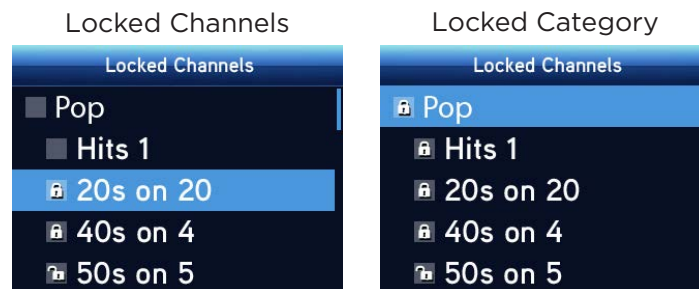 Locked Channels
Locked Channels
Pop
Hits 1
20s on 20
40s on 4
50s on 5
Locked Category
Locked Channels
Pop
Hits 1
20s on 20
40s on 4
50s on 5